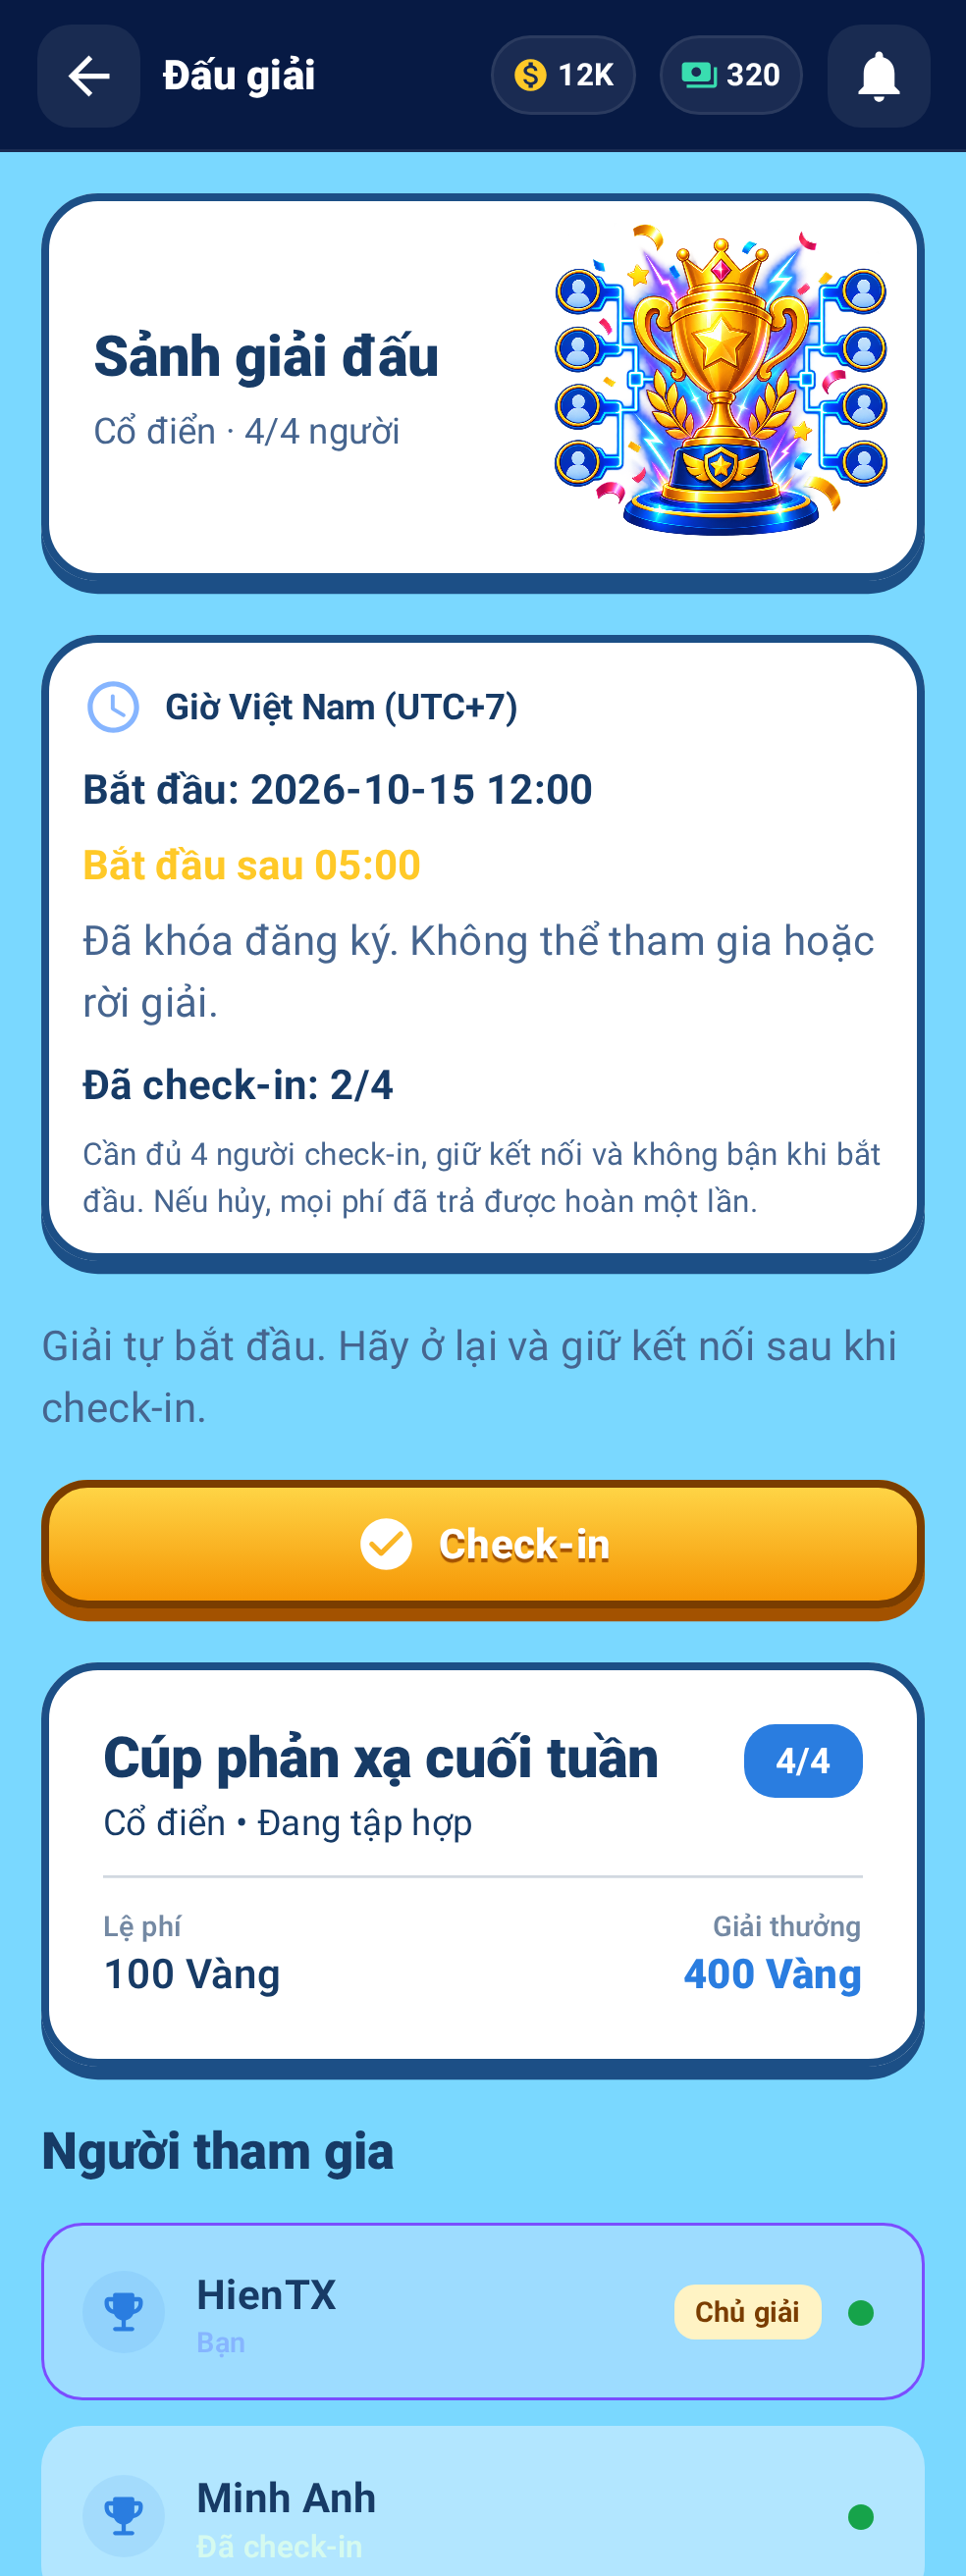 Đấu giải
12K
320
Sảnh giải đấu
Cổ điển · 4/4 người
Giờ Việt Nam (UTC+7)
Bắt đầu: 2026-10-15 12:00
Bắt đầu sau 05:00
Đã khóa đăng ký. Không thể tham gia hoặc
rời giải.
Đã check-in: 2/4
Cần đủ 4 người check-in, giữ kết nối và không bận khi bắt
đầu. Nếu hủy, mọi phí đã trả được hoàn một lần.
Giải tự bắt đầu. Hãy ở lại và giữ kết nối sau khi
check-in.
Check-in
Cúp phản xạ cuối tuần
4/4
Cổ điển • Đang tập hợp
Lệ phí
Giải thưởng
100 Vàng
400 Vàng
Người tham gia
HienTX
Bạn
Chủ giải
Minh Anh
Đã check-in